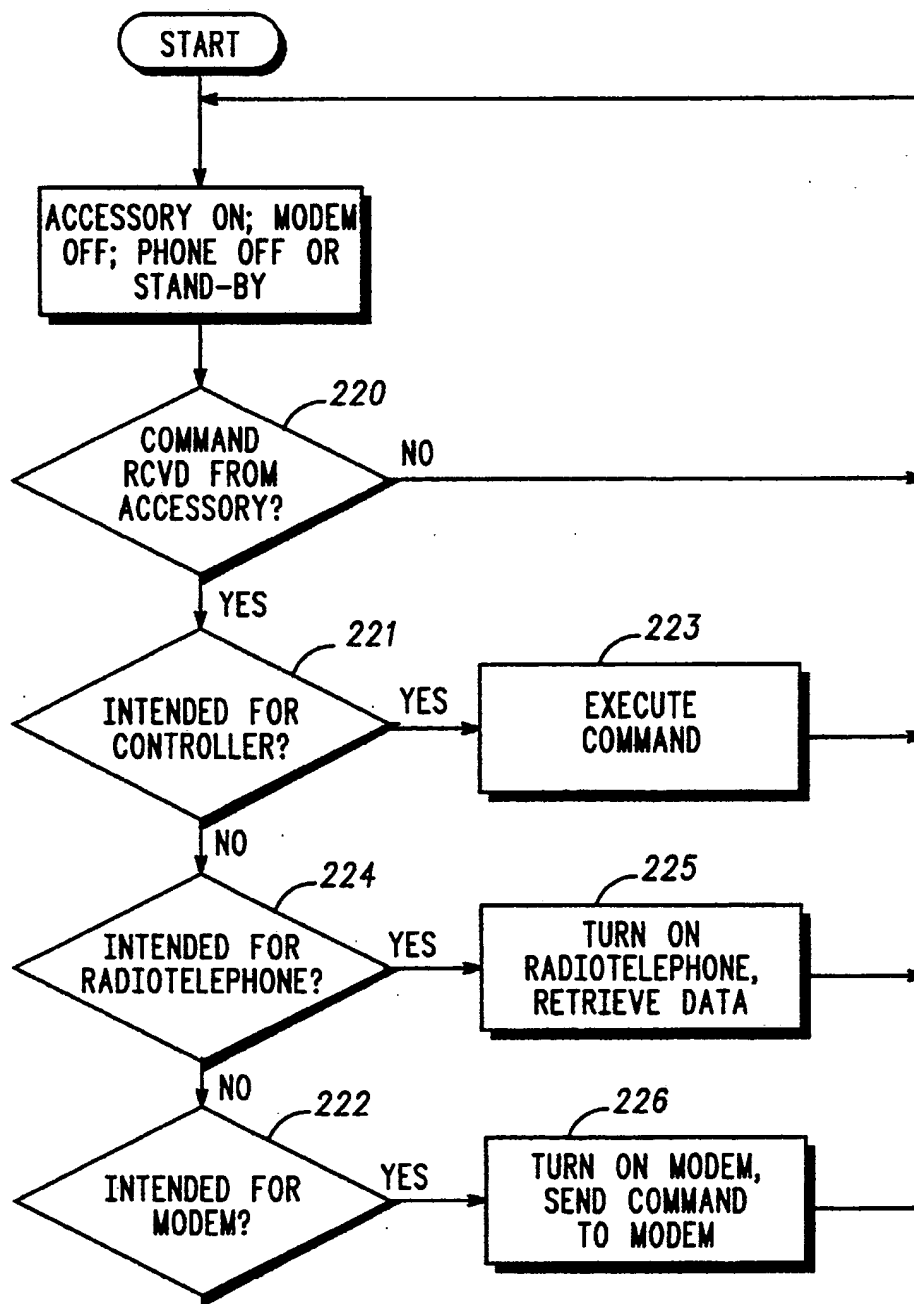 START
ACCESSORY ON; MODEM
OFF; PHONE OFF OR
STAND-BY
220
COMMAND
RCVD FROM
ACCESSORY?
NO
YES
221
INTENDED FOR
CONTROLLER?
YES
223
EXECUTE
COMMAND
NO
224
INTENDED FOR
RADIOTELEPHONE?
YES
225
TURN ON
RADIOTELEPHONE,
RETRIEVE DATA
NO
222
INTENDED FOR
MODEM?
YES
226
TURN ON MODEM,
SEND COMMAND
TO MODEM